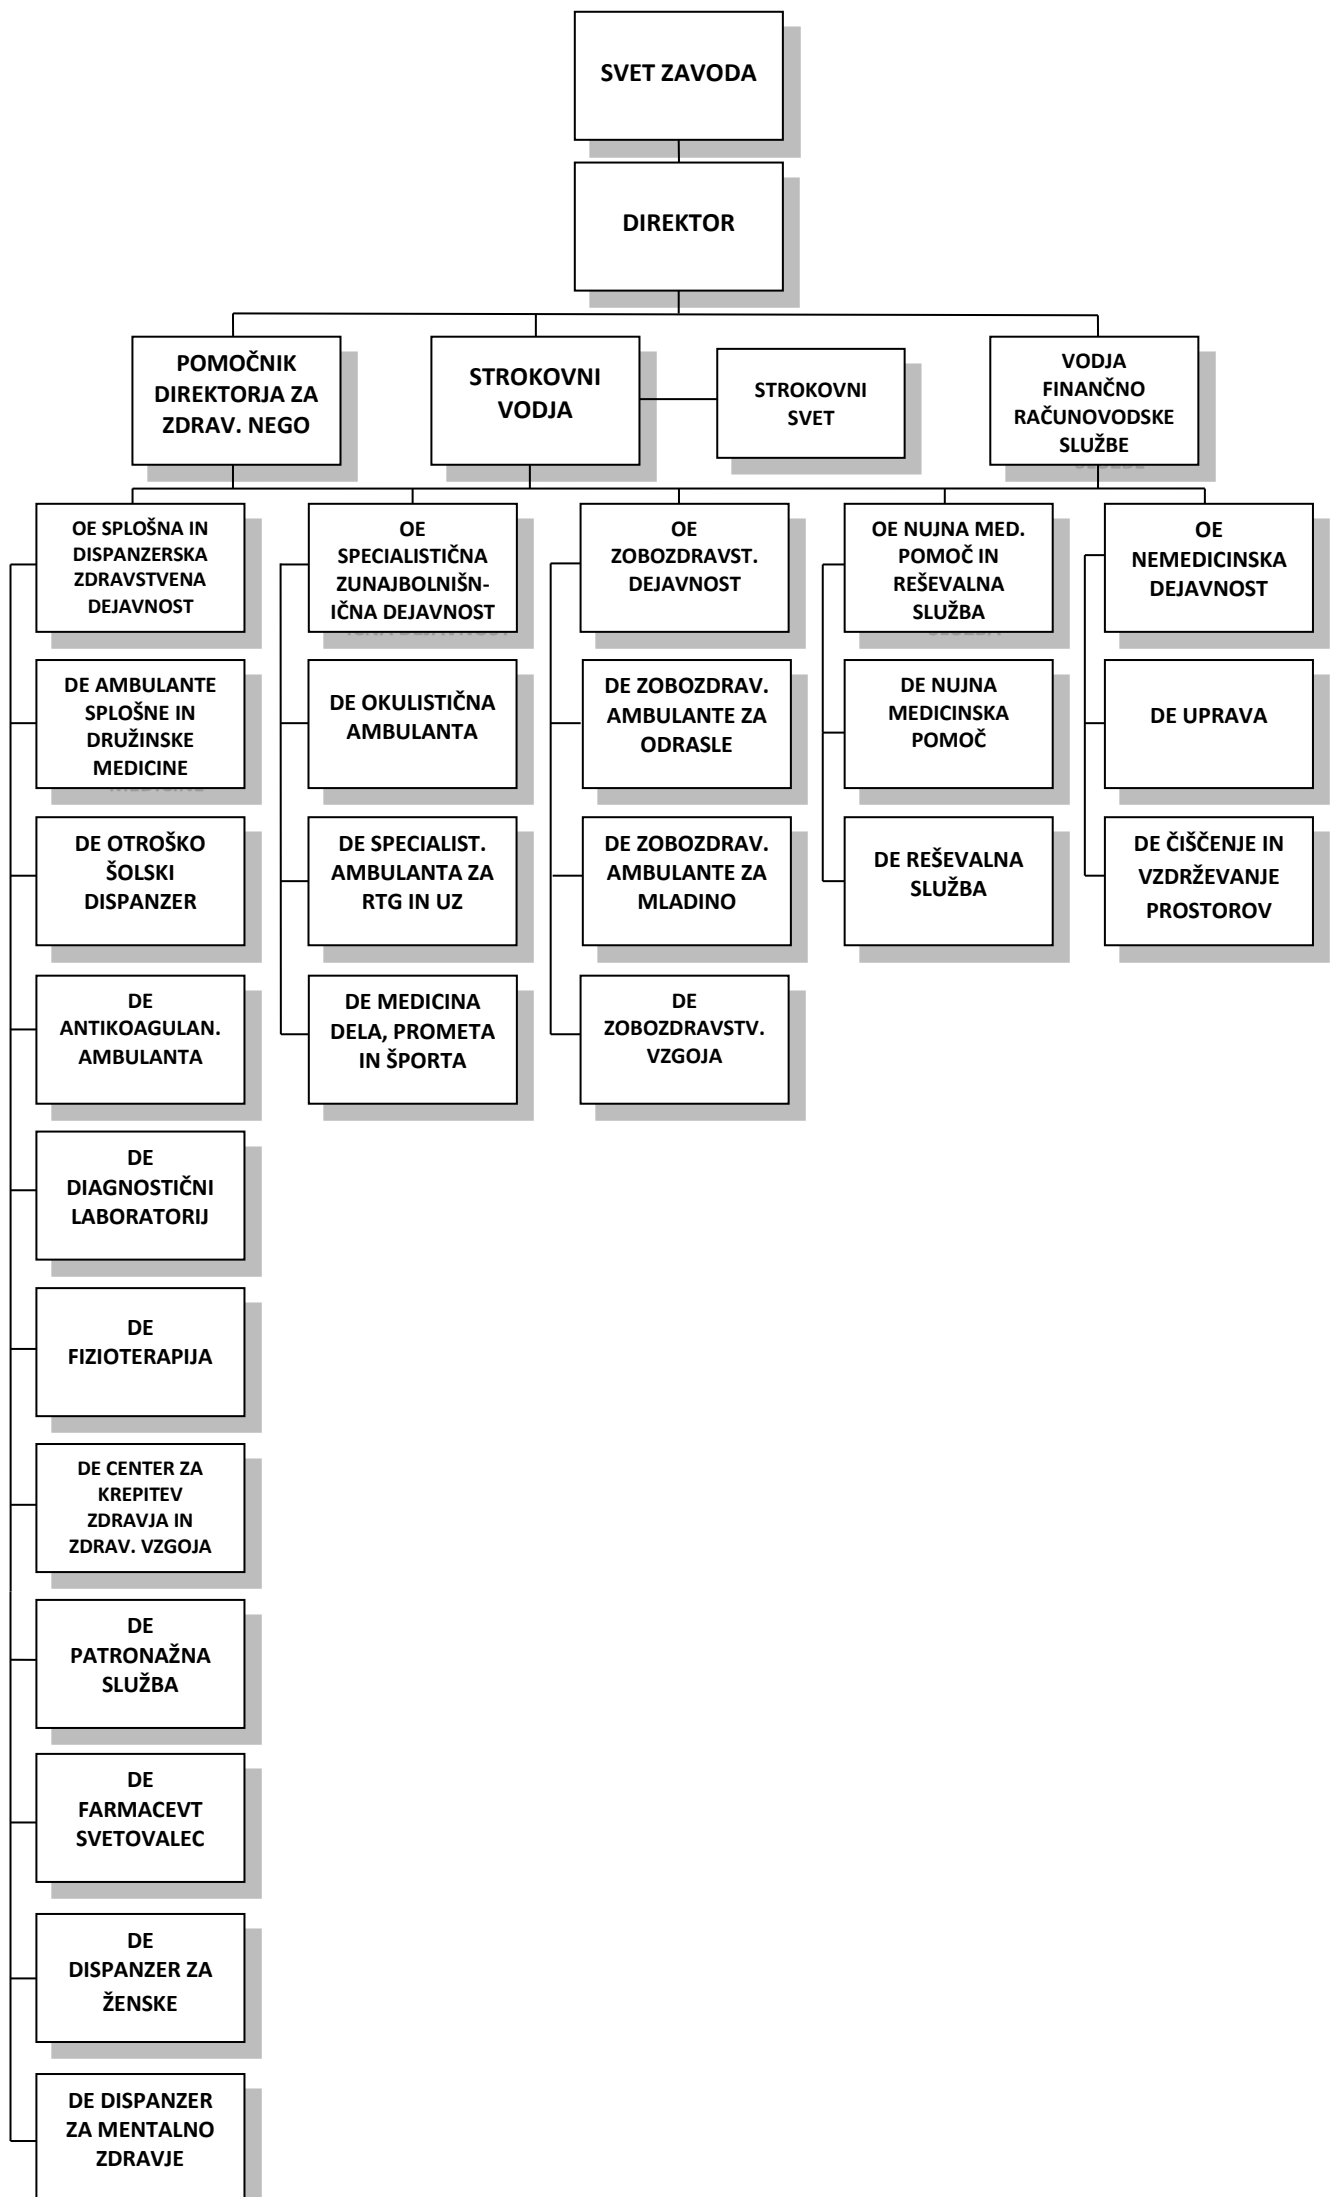 SVET ZAVODA
DIREKTOR
POMOČNIK
DIREKTORJA ZA
ZDRAV. NEGO
STROKOVNI
VODJA
STROKOVNI
SVET
VODJA
FINANČNO
RAČUNOVODSKE
SLUŽBE
OE SPLOŠNA IN
DISPANZERSKA
ZDRAVSTVENA
DEJAVNOST
OE
SPECIALISTIČNA
ZUNAJBOLNIŠN-
IČNA DEJAVNOST
OE
ZOBOZDRAVST.
DEJAVNOST
OE NUJNA MED.
POMOČ IN
REŠEVALNA
SLUŽBA
OE
NEMEDICINSKA
DEJAVNOST
DE AMBULANTE
SPLOŠNE IN
DRUŽINSKE
MEDICINE
DE OKULISTIČNA
AMBULANTA
DE ZOBOZDRAV.
AMBULANTE ZA
ODRASLE
DE NUJNA
MEDICINSKA
POMOČ
DE UPRAVA
DE OTROŠKO
ŠOLSKI
DISPANZER
DE SPECIALIST.
AMBULANTA ZA
RTG IN UZ
DE ZOBOZDRAV.
AMBULANTE ZA
MLADINO
DE REŠEVALNA
SLUŽBA
DE ČIŠČENJE IN
VZDRŽEVANJE
PROSTOROV
DE
ANTIKOAGULAN.
AMBULANTA
DE MEDICINA
DELA, PROMETA
IN ŠPORTA
DE
ZOBOZDRAVSTV.
VZGOJA
DE
DIAGNOSTIČNI
LABORATORIJ
DE
FIZIOTERAPIJA
DE CENTER ZA
KREPITEV
ZDRAVJA IN
ZDRAV. VZGOJA
DE
PATRONAŽNA
SLUŽBA
DE
FARMACEVT
SVETOVALEC
DE
DISPANZER ZA
ŽENSKE
DE DISPANZER
ZA MENTALNO
ZDRAVJE